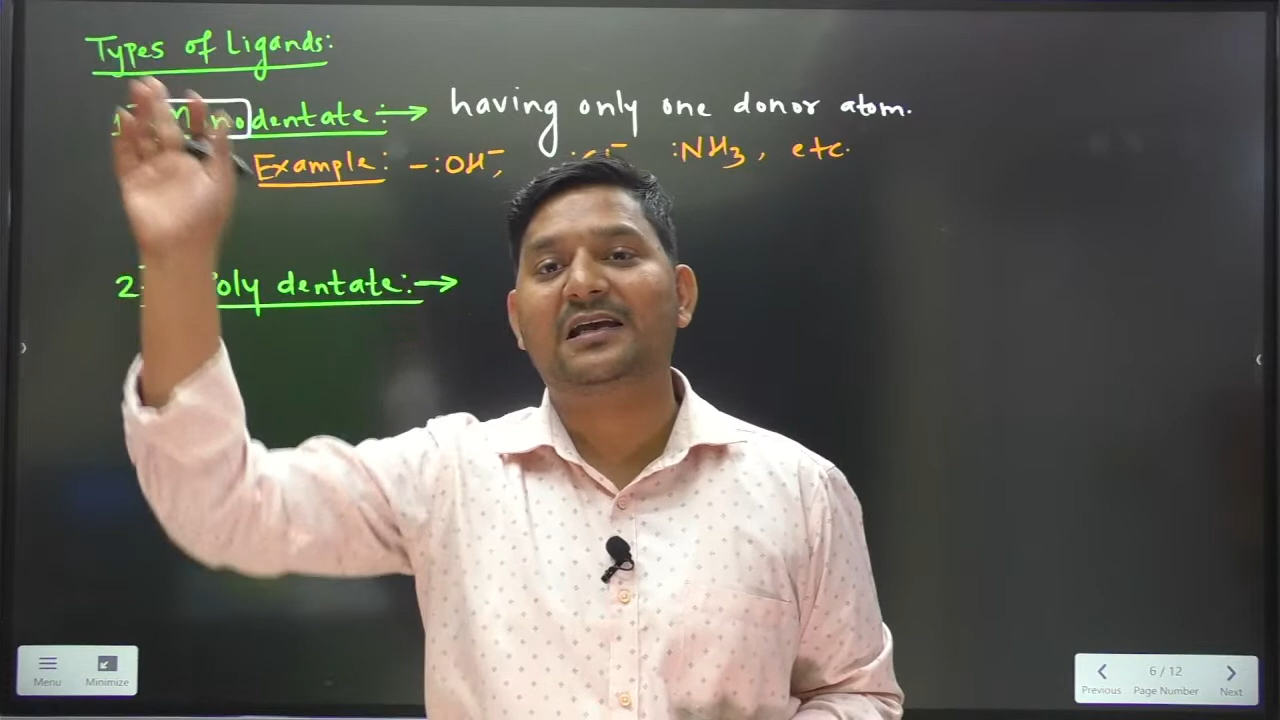 Types of Ligands:
dentate:→ having only one donor atom.
Example: - :OH⁻, :NH₃, etc.
2 oly dentate:→
Menu Minimize
6 / 12
Previous Page Number Next